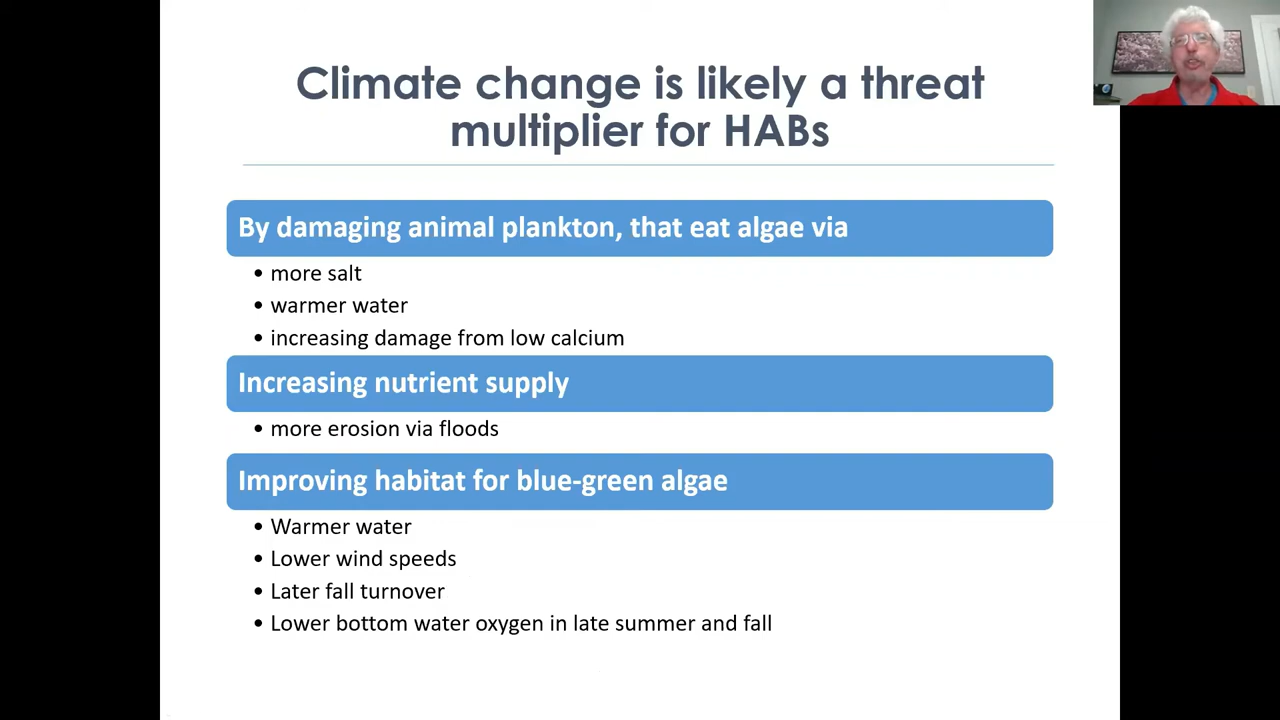 Climate change is likely a threat
multiplier for HABs
By damaging animal plankton, that eat algae via
• more salt
• warmer water
• increasing damage from low calcium
Increasing nutrient supply
• more erosion via floods
Improving habitat for blue-green algae
• Warmer water
• Lower wind speeds
• Later fall turnover
• Lower bottom water oxygen in late summer and fall